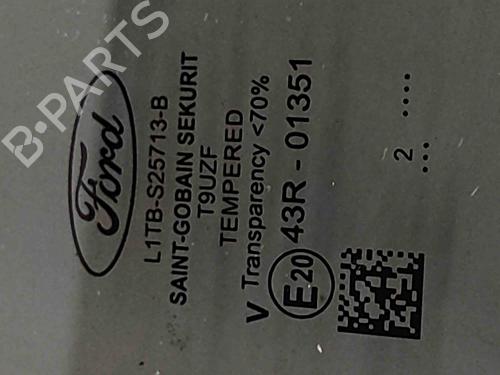 B·PARTS
Ford
L1TB-S25713-B
SAINT-GOBAIN SEKURIT
T9UZF
TEMPERED
V Transparency <70%
E20 43R - 01351
2 ....
...